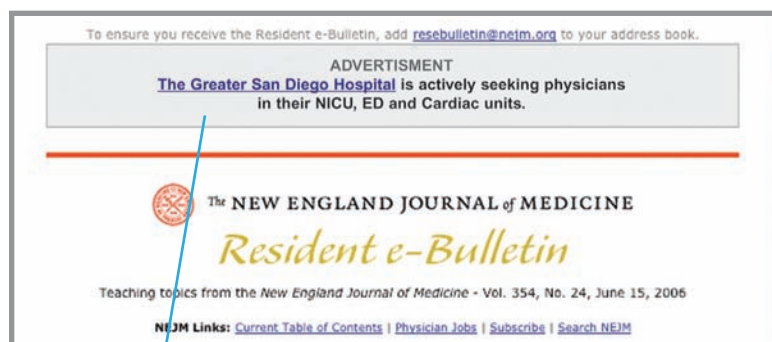 To ensure you receive the Resident e-Bulletin, add resebulletin@nejm.org to your address book.
ADVERTISMENT
The Greater San Diego Hospital is actively seeking physicians
in their NICU, ED and Cardiac units.
The NEW ENGLAND JOURNAL of MEDICINE
Resident e-Bulletin
Teaching topics from the New England Journal of Medicine - Vol. 354, No. 24, June 15, 2006
NEJM Links: Current Table of Contents | Physician Jobs | Subscribe | Search NEJM